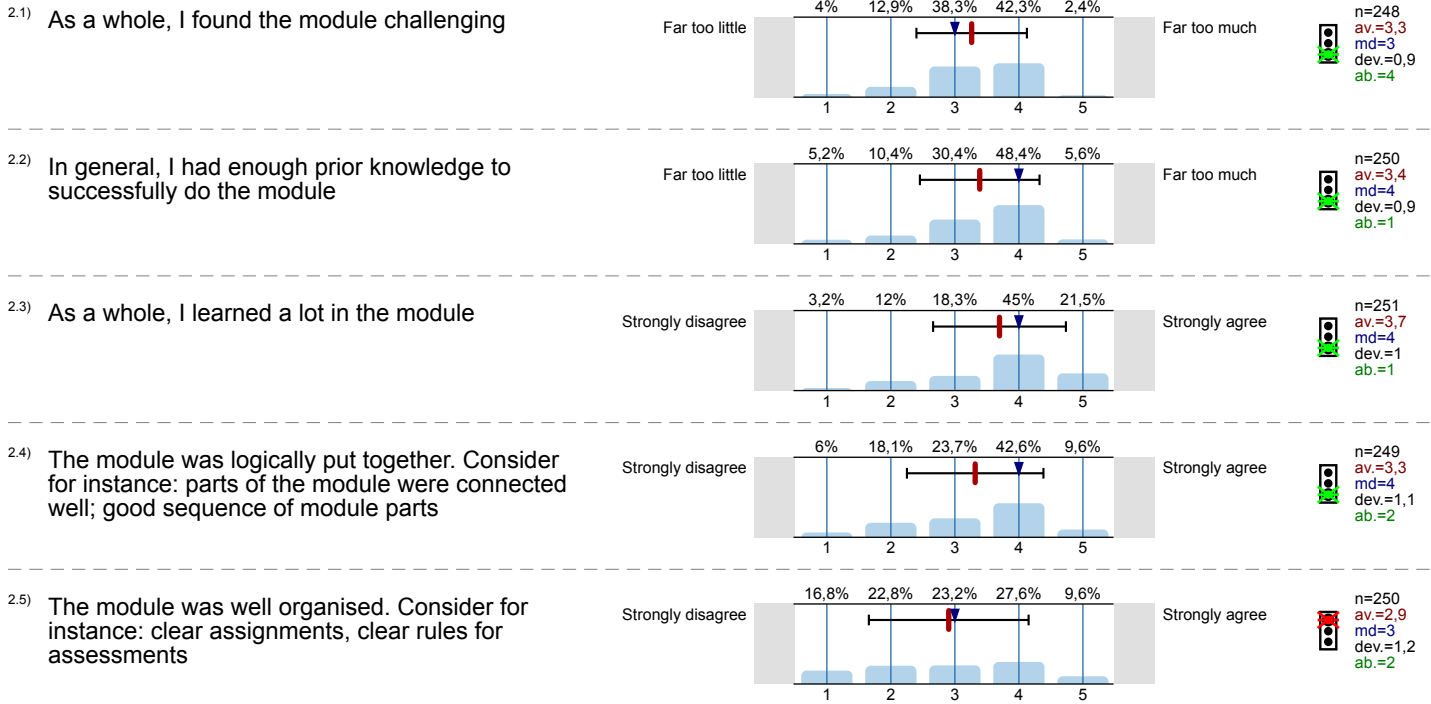 2.1) As a whole, I found the module challenging
Far too little
4% 12,9% 38,3% 42,3% 2,4%
1 2 3 4 5
Far too much
n=248
av.=3,3
md=3
dev.=0,9
ab.=4
2.2) In general, I had enough prior knowledge to
successfully do the module
Far too little
5,2% 10,4% 30,4% 48,4% 5,6%
1 2 3 4 5
Far too much
n=250
av.=3,4
md=4
dev.=0,9
ab.=1
2.3) As a whole, I learned a lot in the module
Strongly disagree
3,2% 12% 18,3% 45% 21,5%
1 2 3 4 5
Strongly agree
n=251
av.=3,7
md=4
dev.=1
ab.=1
2.4) The module was logically put together. Consider
for instance: parts of the module were connected
well; good sequence of module parts
Strongly disagree
6% 18,1% 23,7% 42,6% 9,6%
1 2 3 4 5
Strongly agree
n=249
av.=3,3
md=4
dev.=1,1
ab.=2
2.5) The module was well organised. Consider for
instance: clear assignments, clear rules for
assessments
Strongly disagree
16,8% 22,8% 23,2% 27,6% 9,6%
1 2 3 4 5
Strongly agree
n=250
av.=2,9
md=3
dev.=1,2
ab.=2